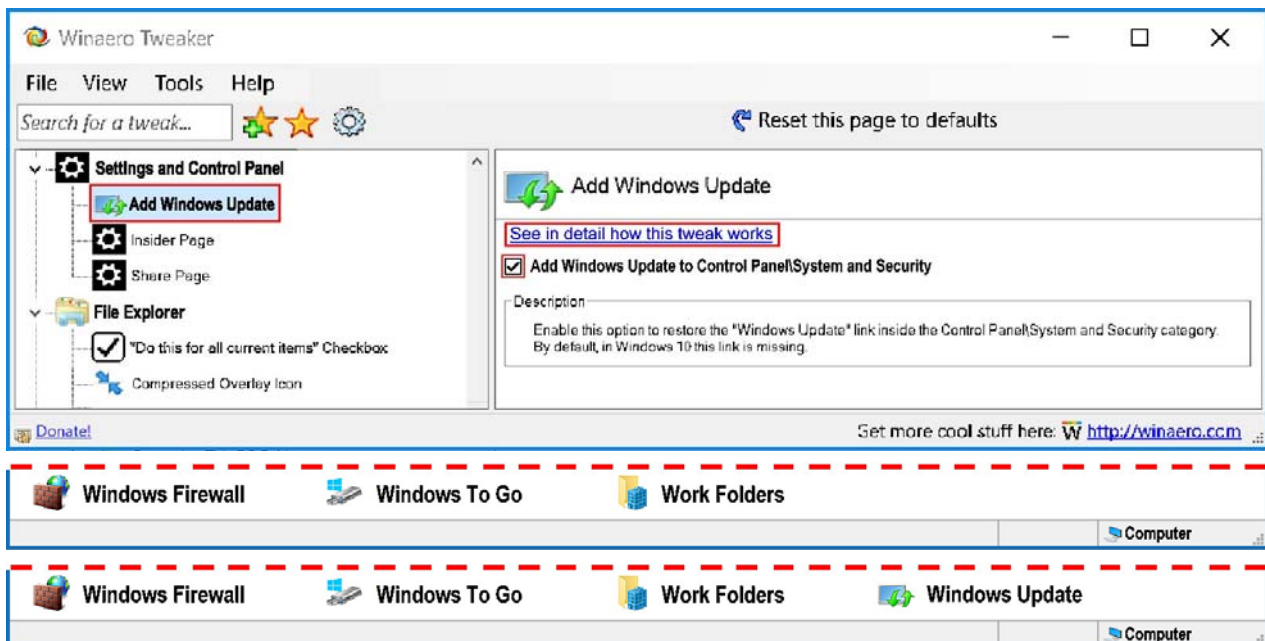 Winaero Tweaker
File View Tools Help
Search for a tweak...
Reset this page to defaults
Settings and Control Panel
Add Windows Update
Insider Page
Share Page
File Explorer
"Do this for all current items" Checkbox
Compressed Overlay Icon
Add Windows Update
See in detail how this tweak works
Add Windows Update to Control Panel\System and Security
Description
Enable this option to restore the "Windows Update" link inside the Control Panel\System and Security category.
By default, in Windows 10 this link is missing.
Donate!
Get more cool stuff here: W http://winaero.com
Windows Firewall Windows To Go Work Folders
Computer
Windows Firewall Windows To Go Work Folders Windows Update
Computer